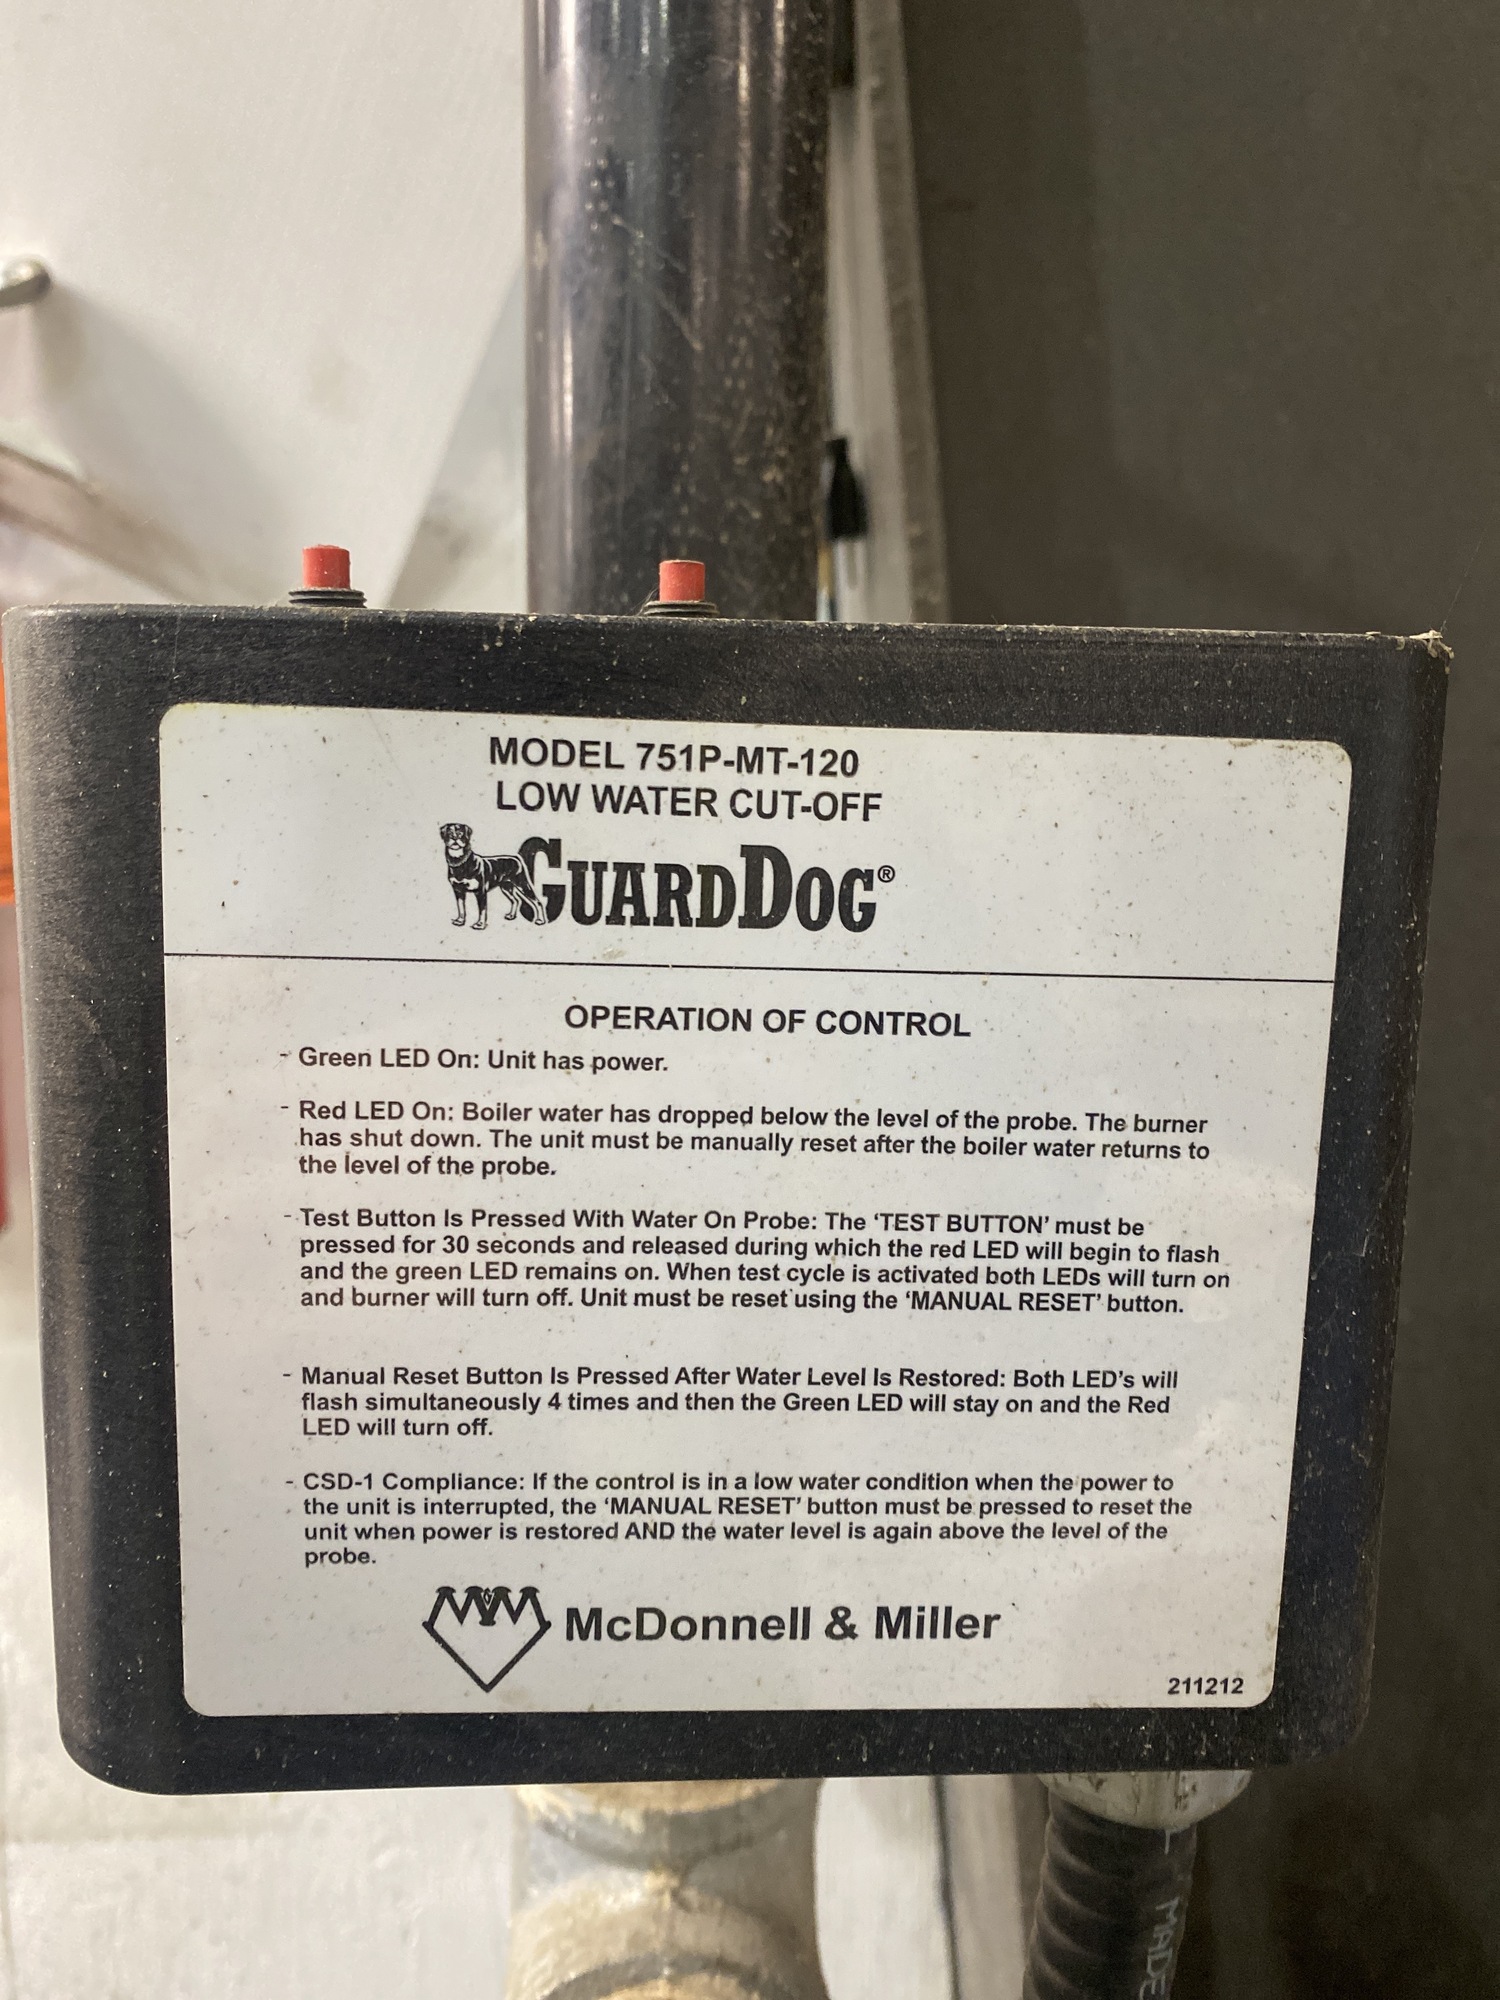 MODEL 751P-MT-120
LOW WATER CUT-OFF
GUARDDOG®
OPERATION OF CONTROL
- Green LED On: Unit has power.
- Red LED On: Boiler water has dropped below the level of the probe. The burner
has shut down. The unit must be manually reset after the boiler water returns to
the level of the probe.
- Test Button Is Pressed With Water On Probe: The 'TEST BUTTON' must be
pressed for 30 seconds and released during which the red LED will begin to flash
and the green LED remains on. When test cycle is activated both LEDs will turn on
and burner will turn off. Unit must be reset using the 'MANUAL RESET' button.
- Manual Reset Button Is Pressed After Water Level Is Restored: Both LED's will
flash simultaneously 4 times and then the Green LED will stay on and the Red
LED will turn off.
- CSD-1 Compliance: If the control is in a low water condition when the power to
the unit is interrupted, the 'MANUAL RESET' button must be pressed to reset the
unit when power is restored AND the water level is again above the level of the
probe.
McDonnell & Miller
211212
MADE